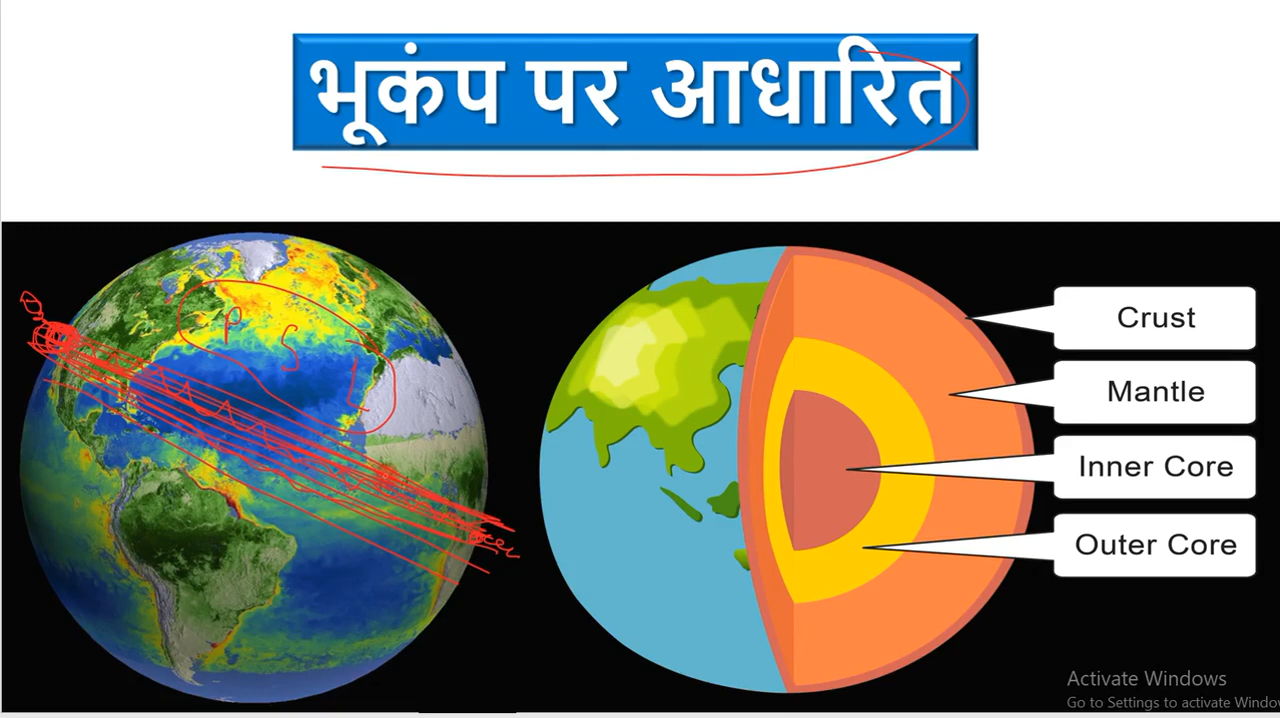 भूकंप पर आधारित
P
S
L
Crust
Mantle
Inner Core
Outer Core
Activate Windows
Go to Settings to activate Windo